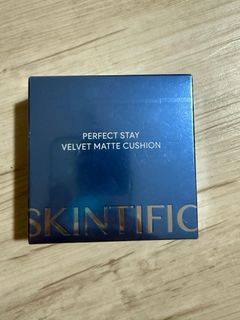 PERFECT STAY
VELVET MATTE CUSHION
SKINTIFIC